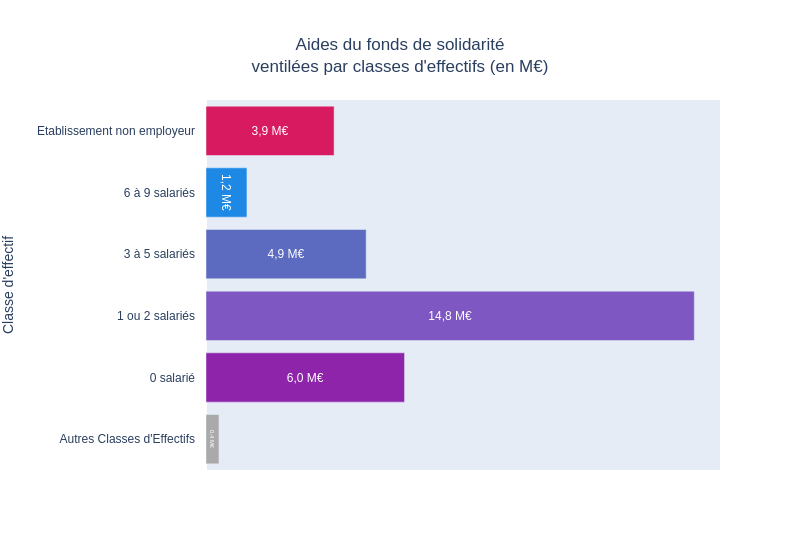 Aides du fonds de solidarité
ventilées par classes d'effectifs (en M€)
Classe d'effectif
Etablissement non employeur
3,9 M€
6 à 9 salariés
1,2 M€
3 à 5 salariés
4,9 M€
1 ou 2 salariés
14,8 M€
0 salarié
6,0 M€
Autres Classes d'Effectifs
0,4 M€